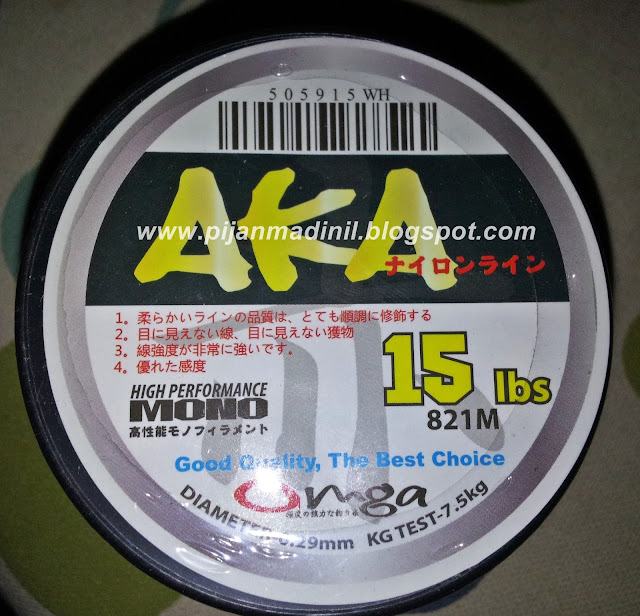 505915WH
AKA
www.pijanmadinil.blogspot.com
ナイロンライン
1。柔らかいラインの品質は、とても順調に修飾する
2。目に見えない線、目に見えない獲物
3。線強度が非常に強いです。
4。優れた感度
15 lbs
821M
HIGH PERFORMANCE
MONO
高性能モノフィラメント
Good Quality, The Best Choice
Omga
DIAMETER-0.29mm KG TEST-7.5kg